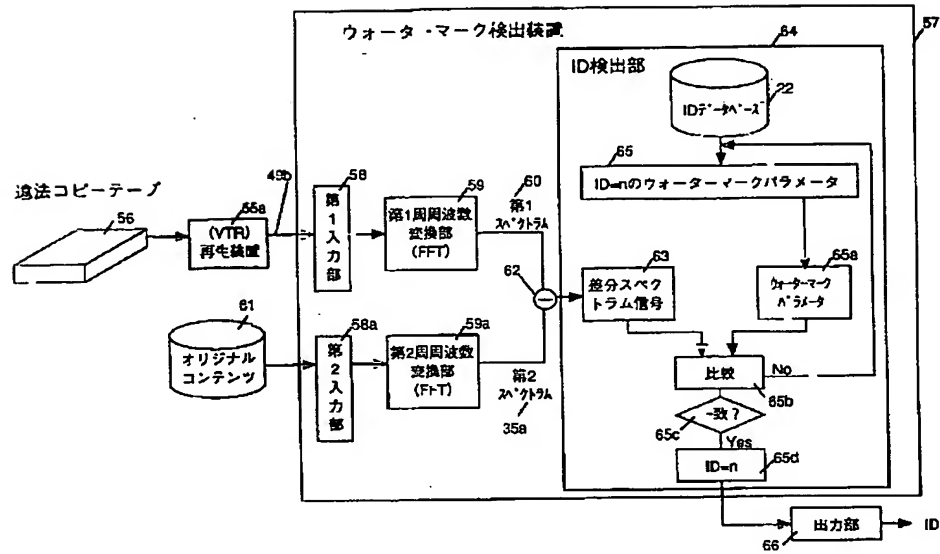 ウォータ・マーク検出装置
57
64
ID検出部
22
IDデータベース
65
ID=nのウォーターマークパラメータ
違法コピーテープ
56
55a
(VTR)
再生装置
49b
58
第
1
入
力
部
59
第1周周波数
変換部
(FFT)
60
第1
スペクトラム
62
63
差分スペク
トラム信号
65a
ウォーターマーク
パラメータ
61
オリジナル
コンテンツ
58a
第
2
入
力
部
59a
第2周周波数
変換部
(FFT)
第2
スペクトラム
35a
比較
No
65b
一致？
65c
Yes
ID=n
65d
出力部
66
ID